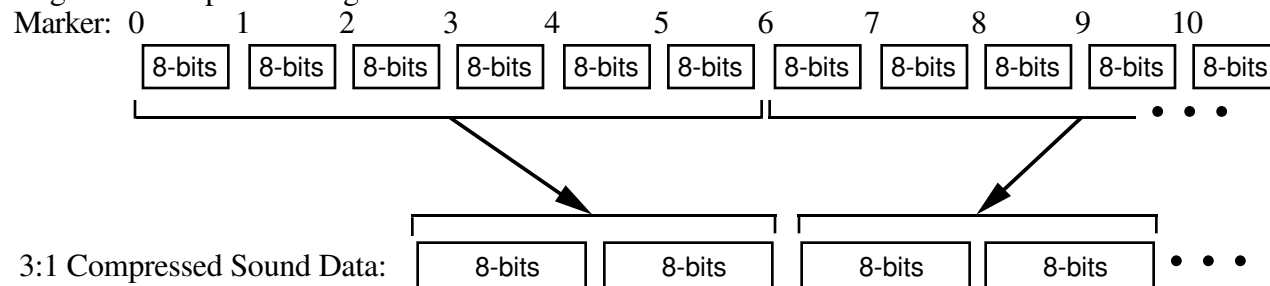 Marker: 0 1 2 3 4 5 6 7 8 9 10
8-bits 8-bits 8-bits 8-bits 8-bits 8-bits 8-bits 8-bits 8-bits 8-bits 8-bits
3:1 Compressed Sound Data: 8-bits 8-bits 8-bits 8-bits